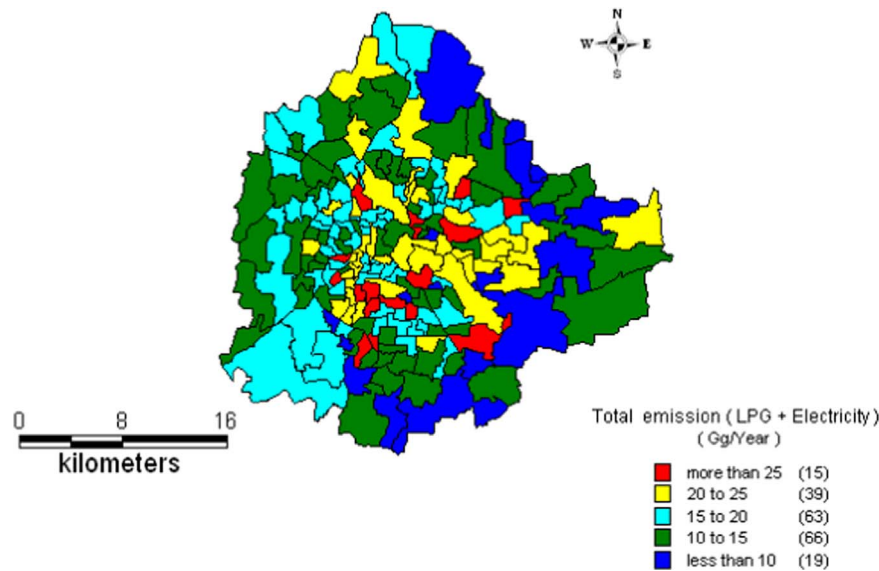 N
W E
S
0 8 16
kilometers
Total emission ( LPG + Electricity )
( Gg/Year )
more than 25 (15)
20 to 25 (39)
15 to 20 (63)
10 to 15 (66)
less than 10 (19)